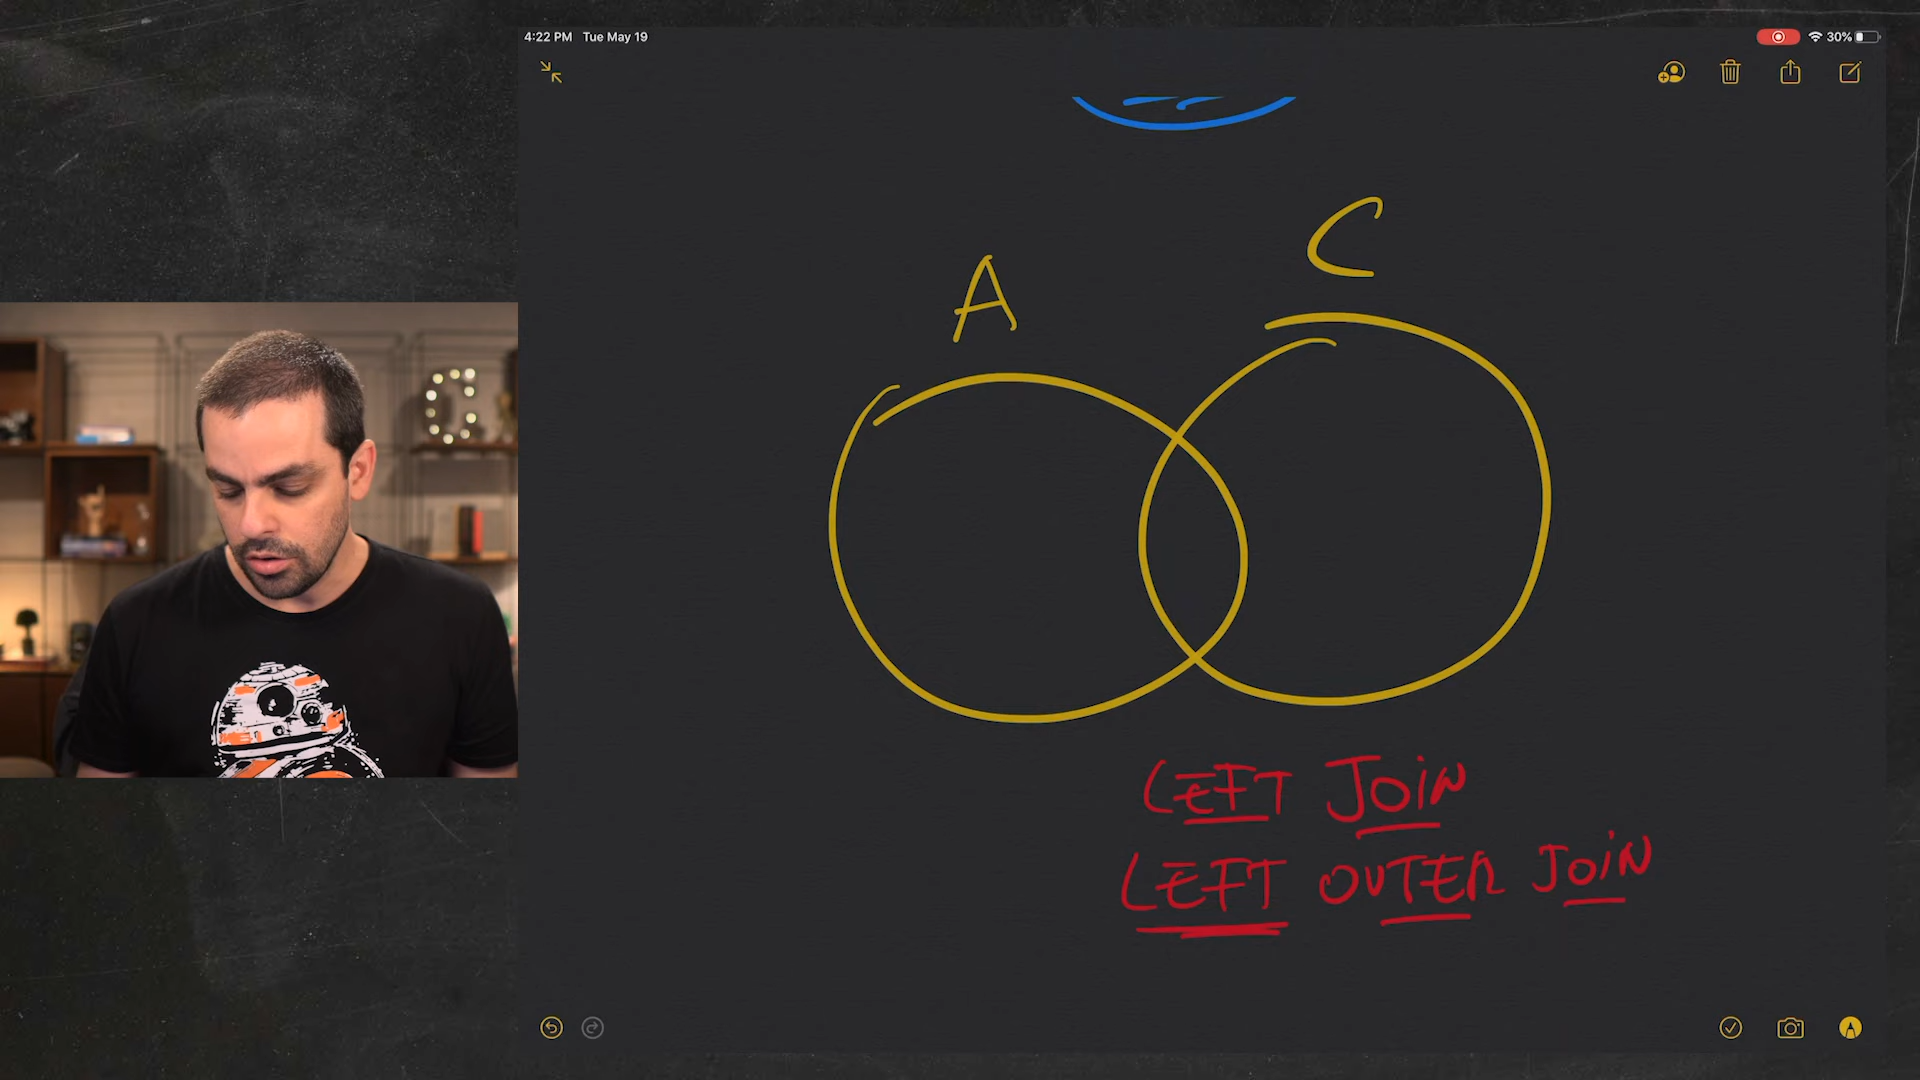 4:22 PM Tue May 19
30%
C
A
LEFT JOIN
LEFT OUTER JOIN